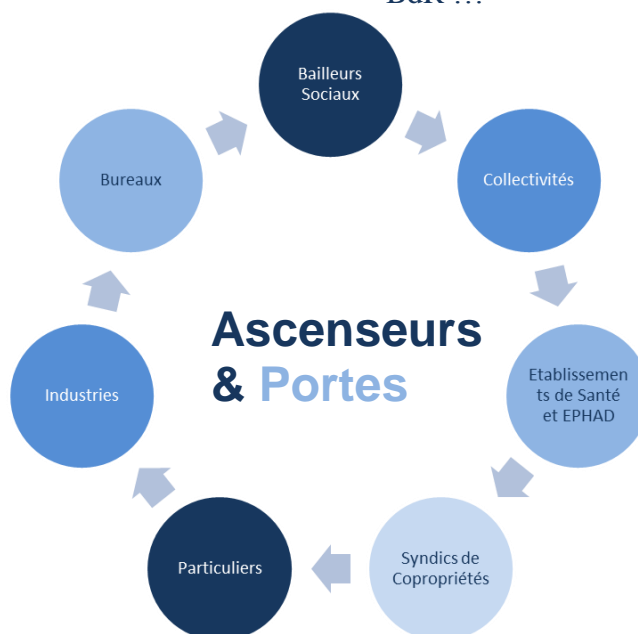 Bailleurs
Sociaux
Collectivités
Etablissemen
ts de Santé
et EPHAD
Syndics de
Copropriétés
Particuliers
Industries
Bureaux
Ascenseurs
& Portes